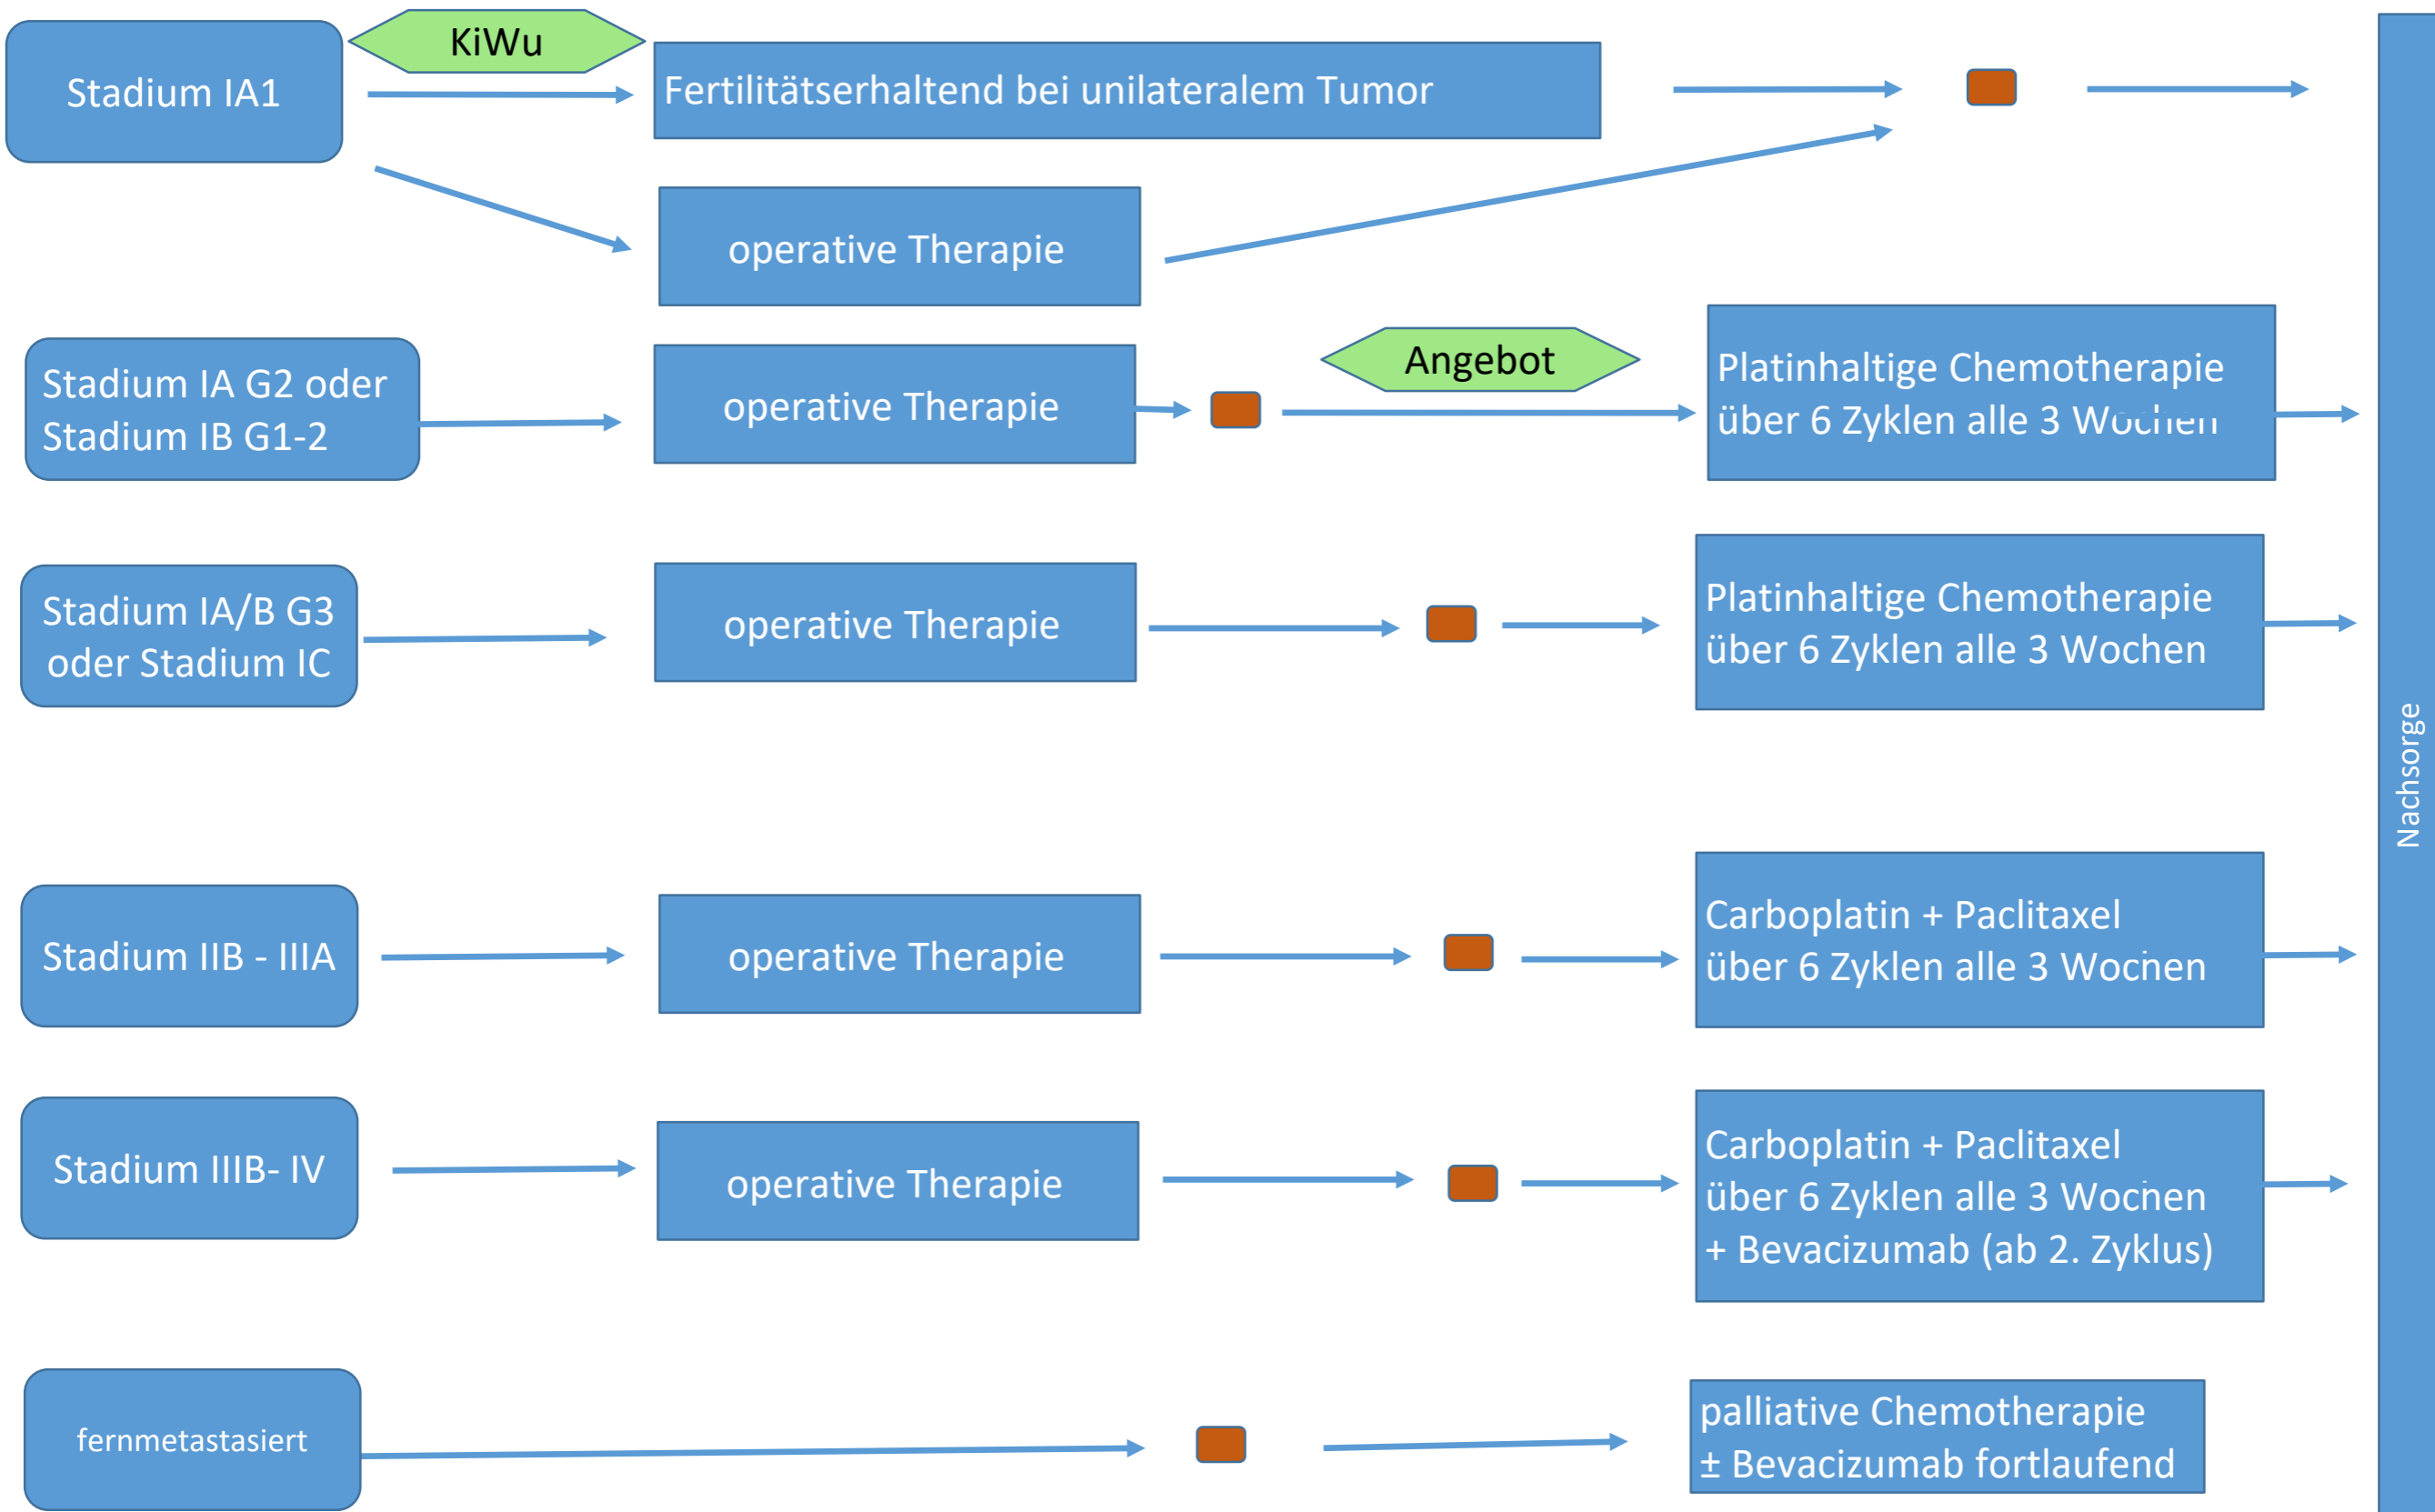 KiWu
Stadium IA1
Fertilitätserhaltend bei unilateralem Tumor
operative Therapie
Stadium IA G2 oder
Stadium IB G1-2
operative Therapie
Angebot
Platinhaltige Chemotherapie
über 6 Zyklen alle 3 Wochen
Stadium IA/B G3
oder Stadium IC
operative Therapie
Platinhaltige Chemotherapie
über 6 Zyklen alle 3 Wochen
Stadium IIB - IIIA
operative Therapie
Carboplatin + Paclitaxel
über 6 Zyklen alle 3 Wochen
Stadium IIIB- IV
operative Therapie
Carboplatin + Paclitaxel
über 6 Zyklen alle 3 Wochen
+ Bevacizumab (ab 2. Zyklus)
fernmetastasiert
palliative Chemotherapie
± Bevacizumab fortlaufend
Nachsorge